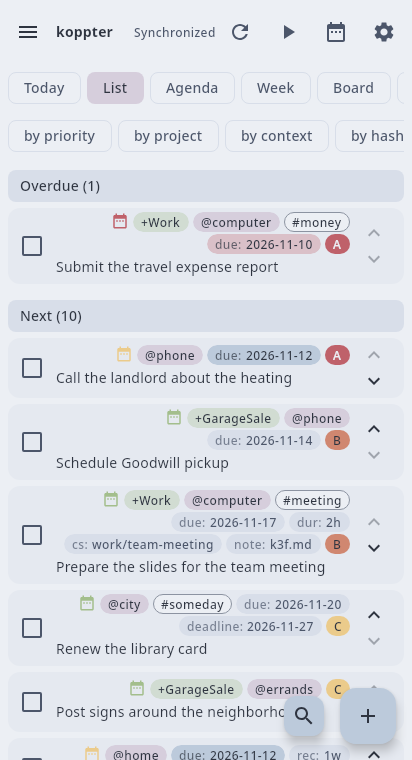 koppter Synchronized
Today List Agenda Week Board
by priority by project by context by hash
Overdue (1)
+Work @computer #money
due: 2026-11-10 A
Submit the travel expense report
Next (10)
@phone due: 2026-11-12 A
Call the landlord about the heating
+GarageSale @phone
due: 2026-11-14 B
Schedule Goodwill pickup
+Work @computer #meeting
due: 2026-11-17 dur: 2h
cs: work/team-meeting note: k3f.md B
Prepare the slides for the team meeting
@city #someday due: 2026-11-20
deadline: 2026-11-27 C
Renew the library card
+GarageSale @errands C
Post signs around the neighborho
@home due: 2026-11-12 rec: 1w